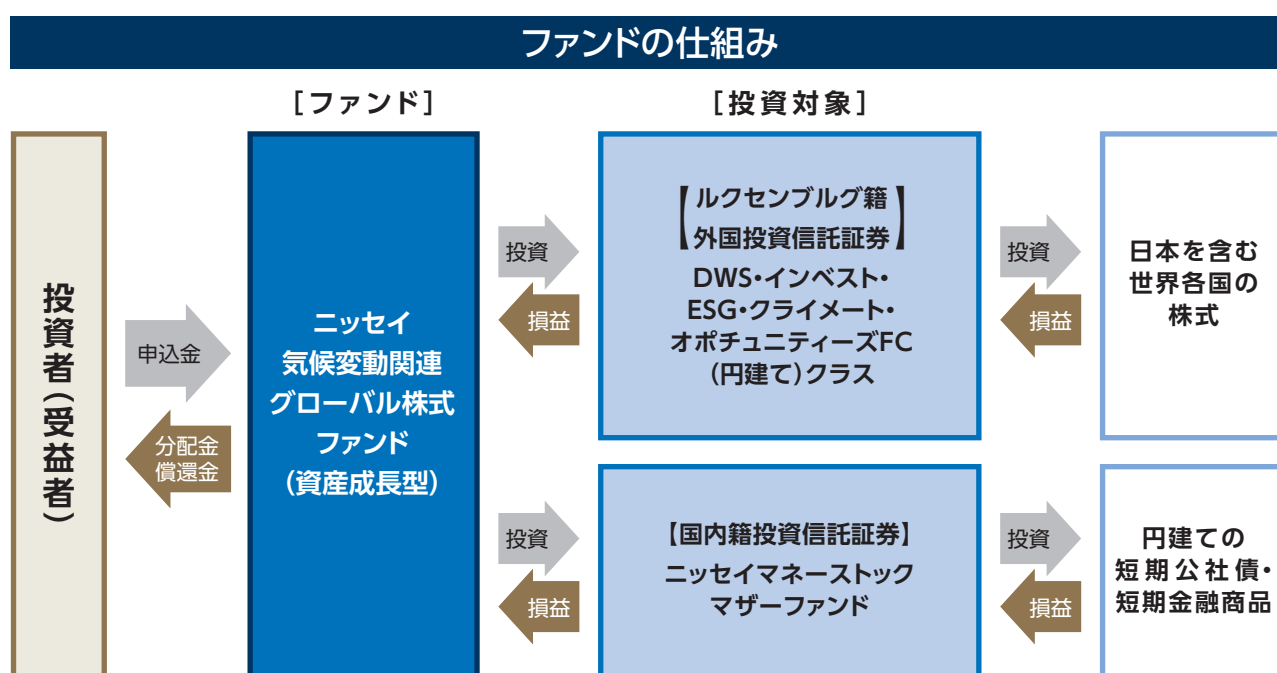 ファンドの仕組み
［ファンド］
［投資対象］
投資者（受益者）
申込金
分配金
償還金
ニッセイ
気候変動関連
グローバル株式
ファンド
（資産成長型）
投資
損益
【ルクセンブルグ籍
外国投資信託証券】
DWS・インベスト・
ESG・クライメート・
オポチュニティーズFC
（円建て）クラス
投資
損益
日本を含む
世界各国の
株式
投資
損益
【国内籍投資信託証券】
ニッセイマネーストック
マザーファンド
投資
損益
円建ての
短期公社債・
短期金融商品